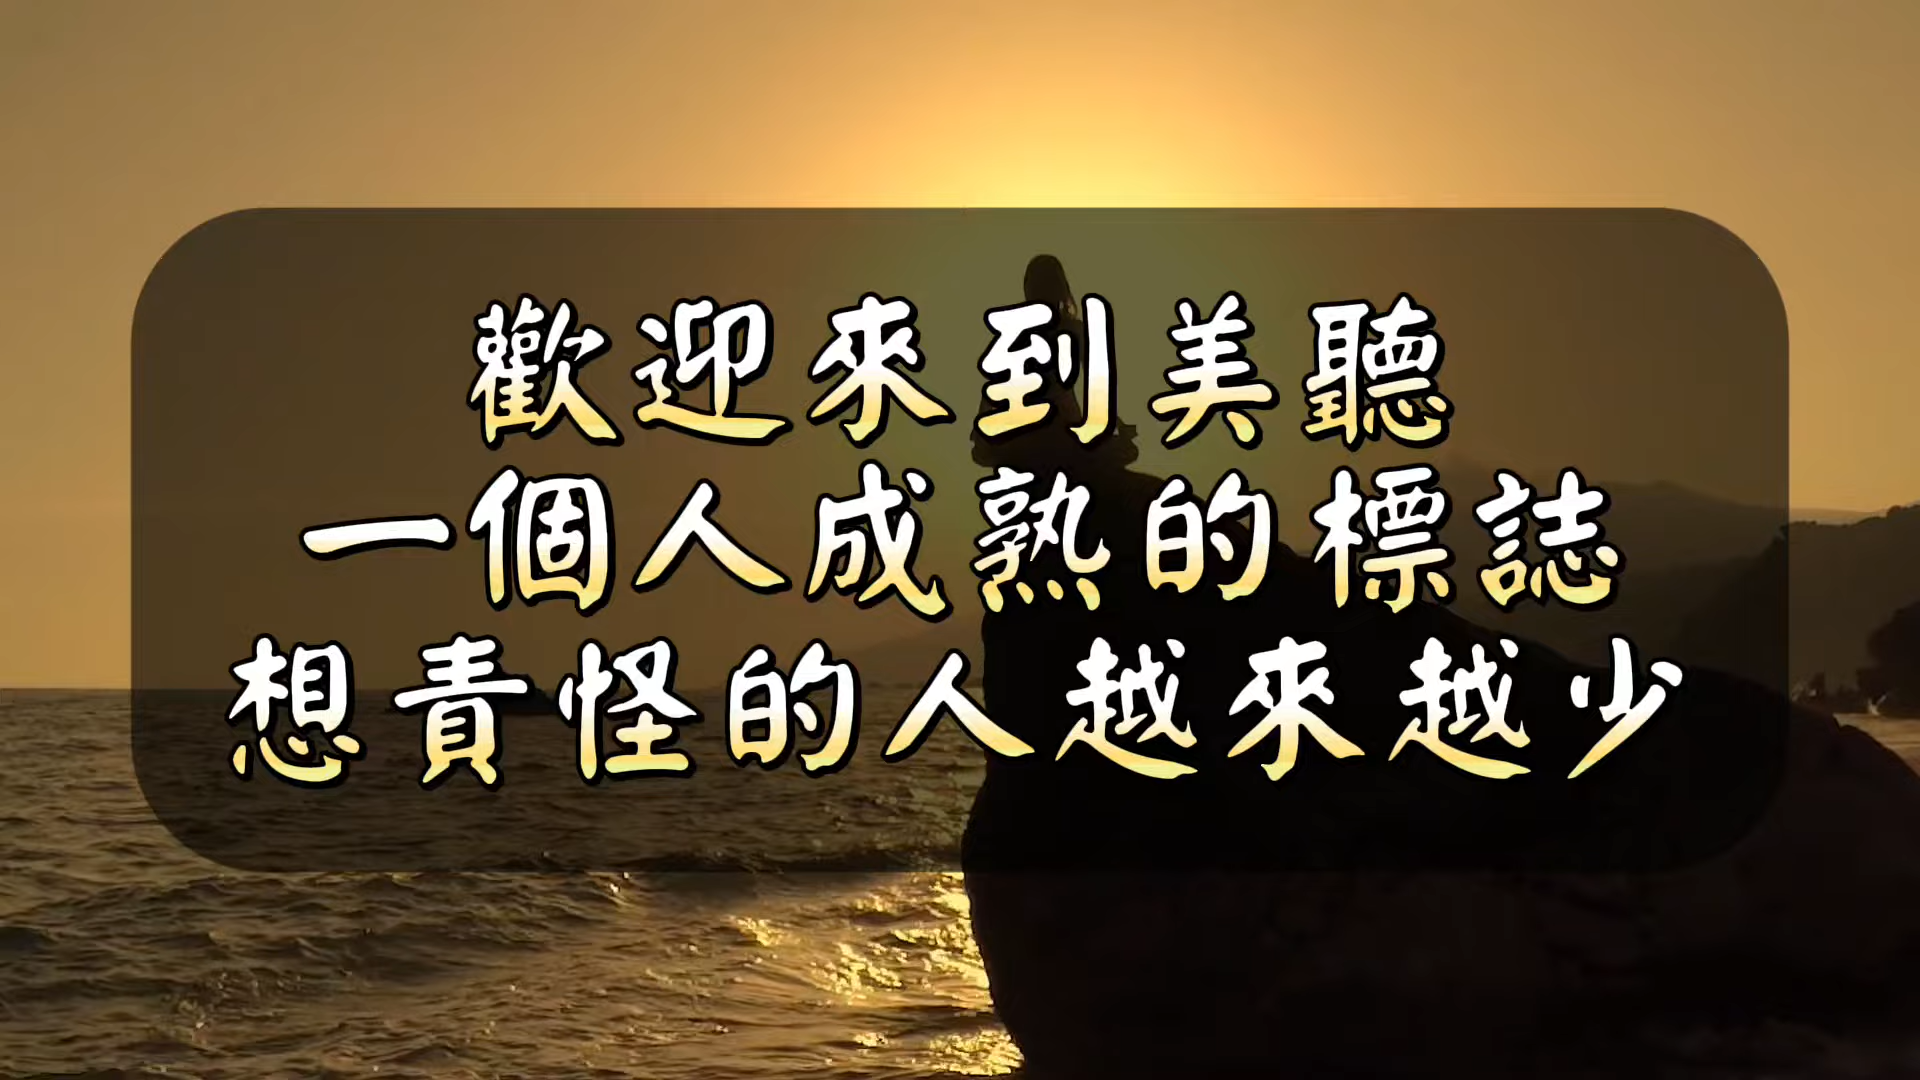 歡迎來到美聽
一個人成熟的標誌
想責怪的人越來越少